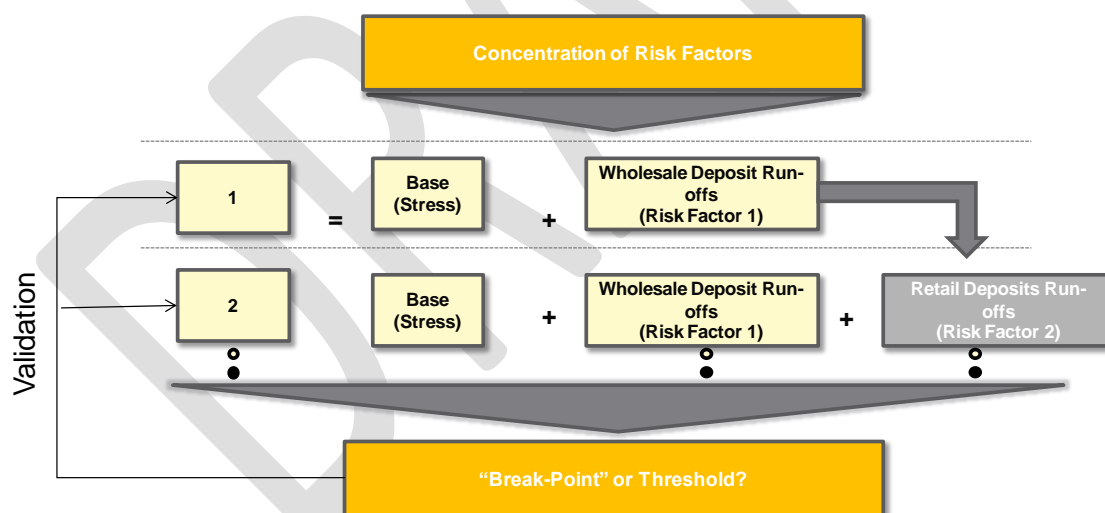 Concentration of Risk Factors
1
=
Base
(Stress)
+
Wholesale Deposit Run-
offs
(Risk Factor 1)
2
Base
(Stress)
+
Wholesale Deposit Run-
offs
(Risk Factor 1)
+
Retail Deposits Run-
offs
(Risk Factor 2)
Validation
“Break-Point” or Threshold?